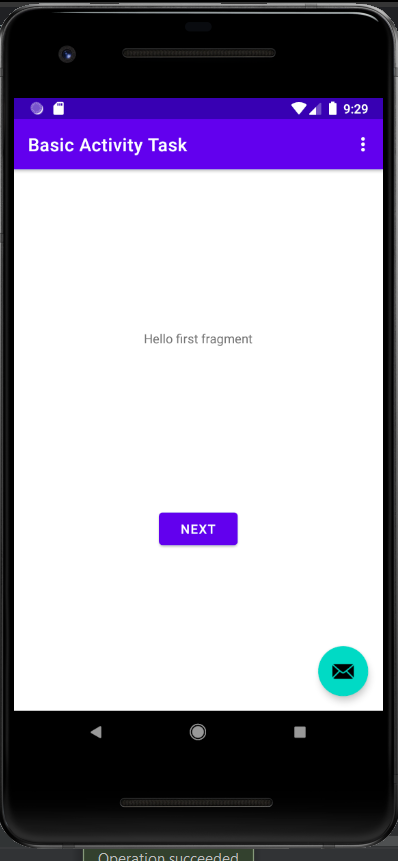 9:29
Basic Activity Task
Hello first fragment
NEXT
Operation succeeded